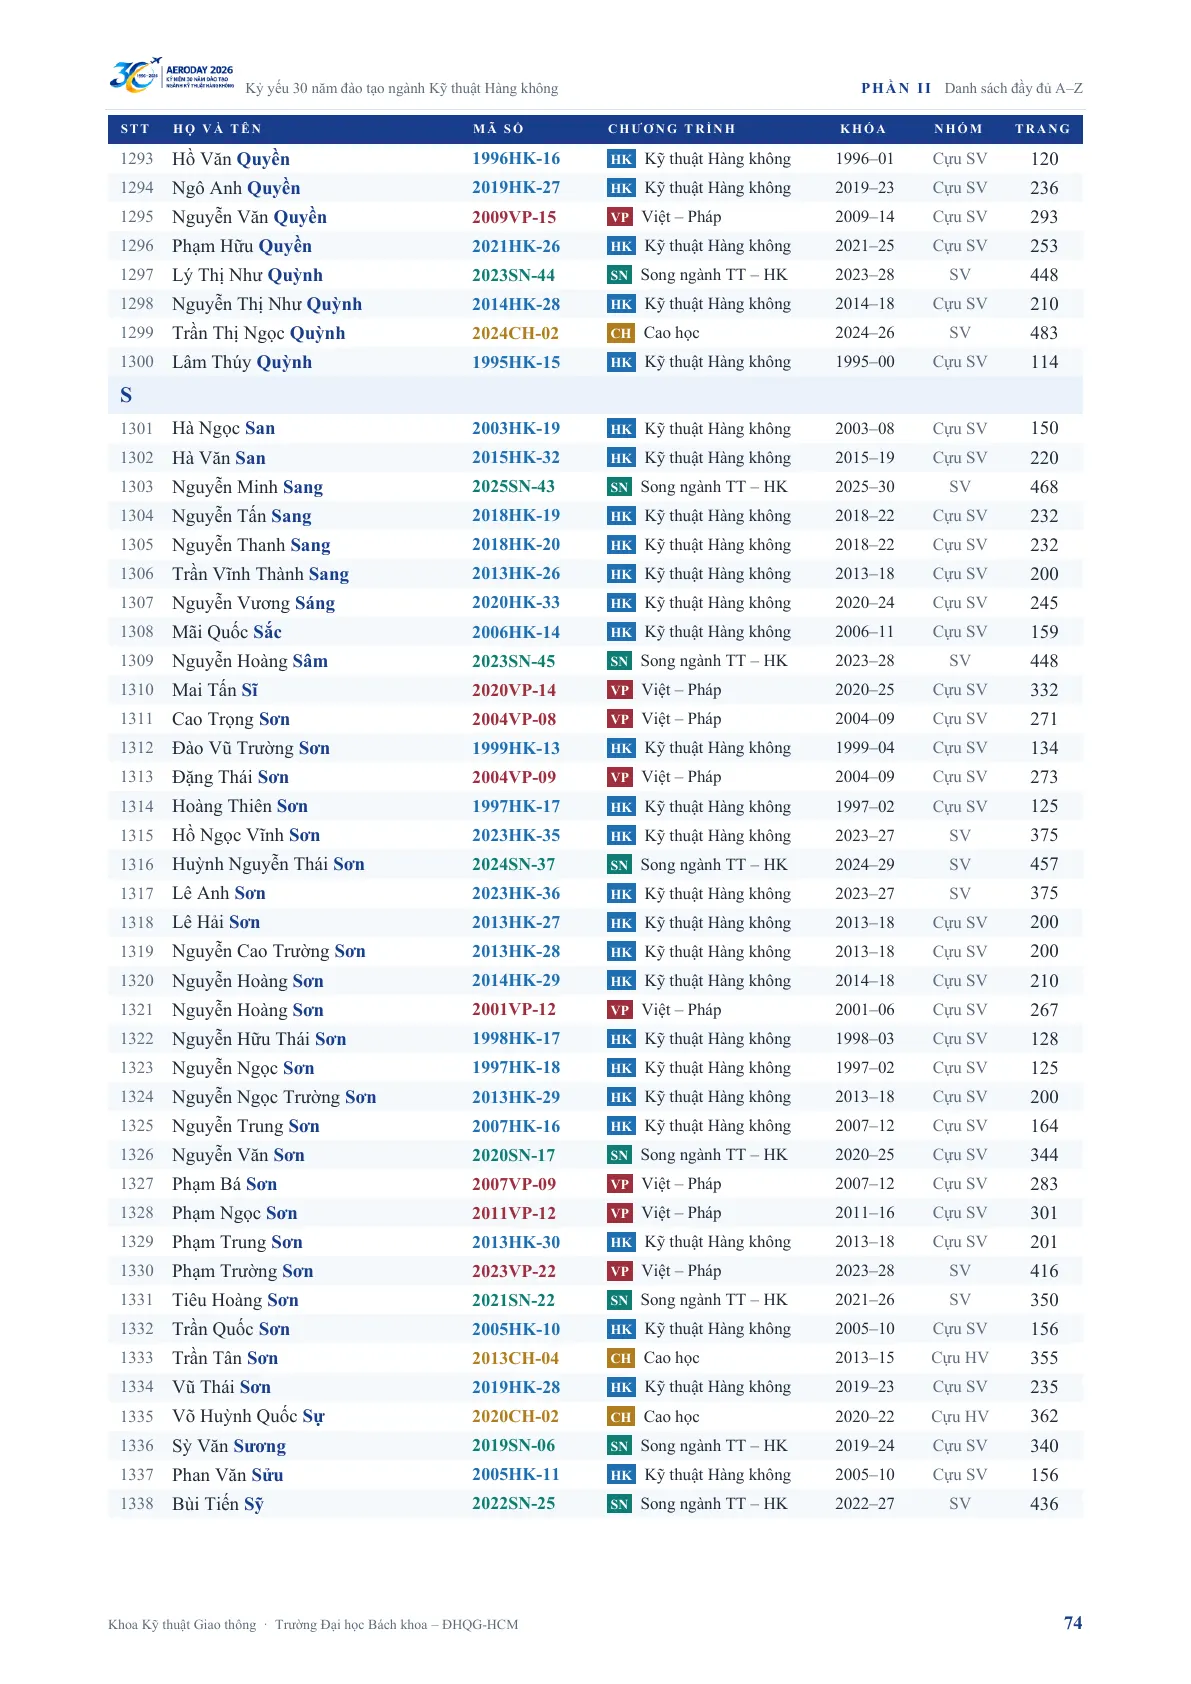 30
1996 - 2026
AERODAY 2026
KỶ NIỆM 30 NĂM ĐÀO TẠO
NGÀNH KỸ THUẬT HÀNG KHÔNG
Kỷ yếu 30 năm đào tạo ngành Kỹ thuật Hàng không
PHẦN II Danh sách đầy đủ A–Z
STT HỌ VÀ TÊN MÃ SỐ CHƯƠNG TRÌNH KHÓA NHÓM TRANG
1293 Hồ Văn Quyền 1996HK-16 HK Kỹ thuật Hàng không 1996–01 Cựu SV 120
1294 Ngô Anh Quyền 2019HK-27 HK Kỹ thuật Hàng không 2019–23 Cựu SV 236
1295 Nguyễn Văn Quyền 2009VP-15 VP Việt – Pháp 2009–14 Cựu SV 293
1296 Phạm Hữu Quyền 2021HK-26 HK Kỹ thuật Hàng không 2021–25 Cựu SV 253
1297 Lý Thị Như Quỳnh 2023SN-44 SN Song ngành TT – HK 2023–28 SV 448
1298 Nguyễn Thị Như Quỳnh 2014HK-28 HK Kỹ thuật Hàng không 2014–18 Cựu SV 210
1299 Trần Thị Ngọc Quỳnh 2024CH-02 CH Cao học 2024–26 SV 483
1300 Lâm Thúy Quỳnh 1995HK-15 HK Kỹ thuật Hàng không 1995–00 Cựu SV 114
S
1301 Hà Ngọc San 2003HK-19 HK Kỹ thuật Hàng không 2003–08 Cựu SV 150
1302 Hà Văn San 2015HK-32 HK Kỹ thuật Hàng không 2015–19 Cựu SV 220
1303 Nguyễn Minh Sang 2025SN-43 SN Song ngành TT – HK 2025–30 SV 468
1304 Nguyễn Tấn Sang 2018HK-19 HK Kỹ thuật Hàng không 2018–22 Cựu SV 232
1305 Nguyễn Thanh Sang 2018HK-20 HK Kỹ thuật Hàng không 2018–22 Cựu SV 232
1306 Trần Vĩnh Thành Sang 2013HK-26 HK Kỹ thuật Hàng không 2013–18 Cựu SV 200
1307 Nguyễn Vương Sáng 2020HK-33 HK Kỹ thuật Hàng không 2020–24 Cựu SV 245
1308 Mãi Quốc Sắc 2006HK-14 HK Kỹ thuật Hàng không 2006–11 Cựu SV 159
1309 Nguyễn Hoàng Sâm 2023SN-45 SN Song ngành TT – HK 2023–28 SV 448
1310 Mai Tấn Sĩ 2020VP-14 VP Việt – Pháp 2020–25 Cựu SV 332
1311 Cao Trọng Sơn 2004VP-08 VP Việt – Pháp 2004–09 Cựu SV 271
1312 Đào Vũ Trường Sơn 1999HK-13 HK Kỹ thuật Hàng không 1999–04 Cựu SV 134
1313 Đặng Thái Sơn 2004VP-09 VP Việt – Pháp 2004–09 Cựu SV 273
1314 Hoàng Thiên Sơn 1997HK-17 HK Kỹ thuật Hàng không 1997–02 Cựu SV 125
1315 Hồ Ngọc Vĩnh Sơn 2023HK-35 HK Kỹ thuật Hàng không 2023–27 SV 375
1316 Huỳnh Nguyễn Thái Sơn 2024SN-37 SN Song ngành TT – HK 2024–29 SV 457
1317 Lê Anh Sơn 2023HK-36 HK Kỹ thuật Hàng không 2023–27 SV 375
1318 Lê Hải Sơn 2013HK-27 HK Kỹ thuật Hàng không 2013–18 Cựu SV 200
1319 Nguyễn Cao Trường Sơn 2013HK-28 HK Kỹ thuật Hàng không 2013–18 Cựu SV 200
1320 Nguyễn Hoàng Sơn 2014HK-29 HK Kỹ thuật Hàng không 2014–18 Cựu SV 210
1321 Nguyễn Hoàng Sơn 2001VP-12 VP Việt – Pháp 2001–06 Cựu SV 267
1322 Nguyễn Hữu Thái Sơn 1998HK-17 HK Kỹ thuật Hàng không 1998–03 Cựu SV 128
1323 Nguyễn Ngọc Sơn 1997HK-18 HK Kỹ thuật Hàng không 1997–02 Cựu SV 125
1324 Nguyễn Ngọc Trường Sơn 2013HK-29 HK Kỹ thuật Hàng không 2013–18 Cựu SV 200
1325 Nguyễn Trung Sơn 2007HK-16 HK Kỹ thuật Hàng không 2007–12 Cựu SV 164
1326 Nguyễn Văn Sơn 2020SN-17 SN Song ngành TT – HK 2020–25 Cựu SV 344
1327 Phạm Bá Sơn 2007VP-09 VP Việt – Pháp 2007–12 Cựu SV 283
1328 Phạm Ngọc Sơn 2011VP-12 VP Việt – Pháp 2011–16 Cựu SV 301
1329 Phạm Trung Sơn 2013HK-30 HK Kỹ thuật Hàng không 2013–18 Cựu SV 201
1330 Phạm Trường Sơn 2023VP-22 VP Việt – Pháp 2023–28 SV 416
1331 Tiêu Hoàng Sơn 2021SN-22 SN Song ngành TT – HK 2021–26 SV 350
1332 Trần Quốc Sơn 2005HK-10 HK Kỹ thuật Hàng không 2005–10 Cựu SV 156
1333 Trần Tân Sơn 2013CH-04 CH Cao học 2013–15 Cựu HV 355
1334 Vũ Thái Sơn 2019HK-28 HK Kỹ thuật Hàng không 2019–23 Cựu SV 235
1335 Võ Huỳnh Quốc Sự 2020CH-02 CH Cao học 2020–22 Cựu HV 362
1336 Sỳ Văn Sương 2019SN-06 SN Song ngành TT – HK 2019–24 Cựu SV 340
1337 Phan Văn Sửu 2005HK-11 HK Kỹ thuật Hàng không 2005–10 Cựu SV 156
1338 Bùi Tiến Sỹ 2022SN-25 SN Song ngành TT – HK 2022–27 SV 436
Khoa Kỹ thuật Giao thông · Trường Đại học Bách khoa – ĐHQG-HCM
74